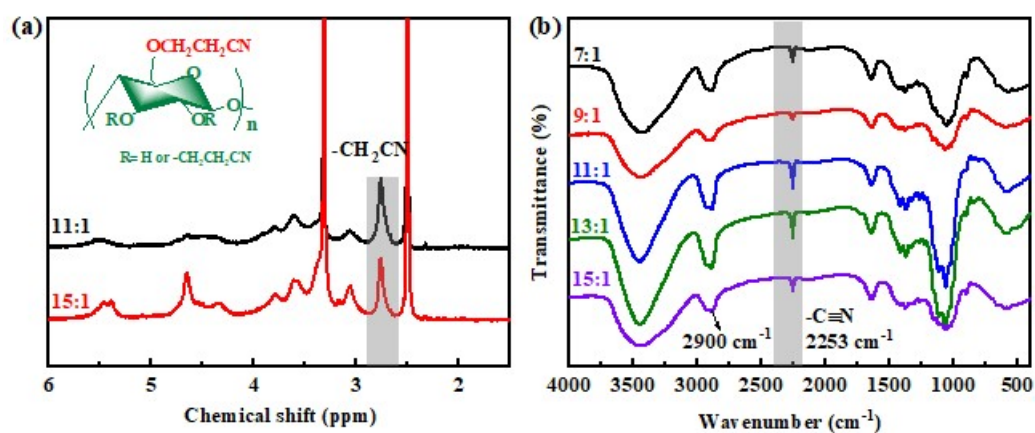 (a)
OCH₂CH₂CN
O
O
RO
OR
n
R= H or -CH₂CH₂CN
-CH₂CN
11:1
15:1
6 5 4 3 2
Chemical shift (ppm)
(b)
Transmittance (%)
7:1
9:1
11:1
13:1
15:1
2900 cm⁻¹
-C≡N
2253 cm⁻¹
4000 3500 3000 2500 2000 1500 1000 500
Wavenumber (cm⁻¹)